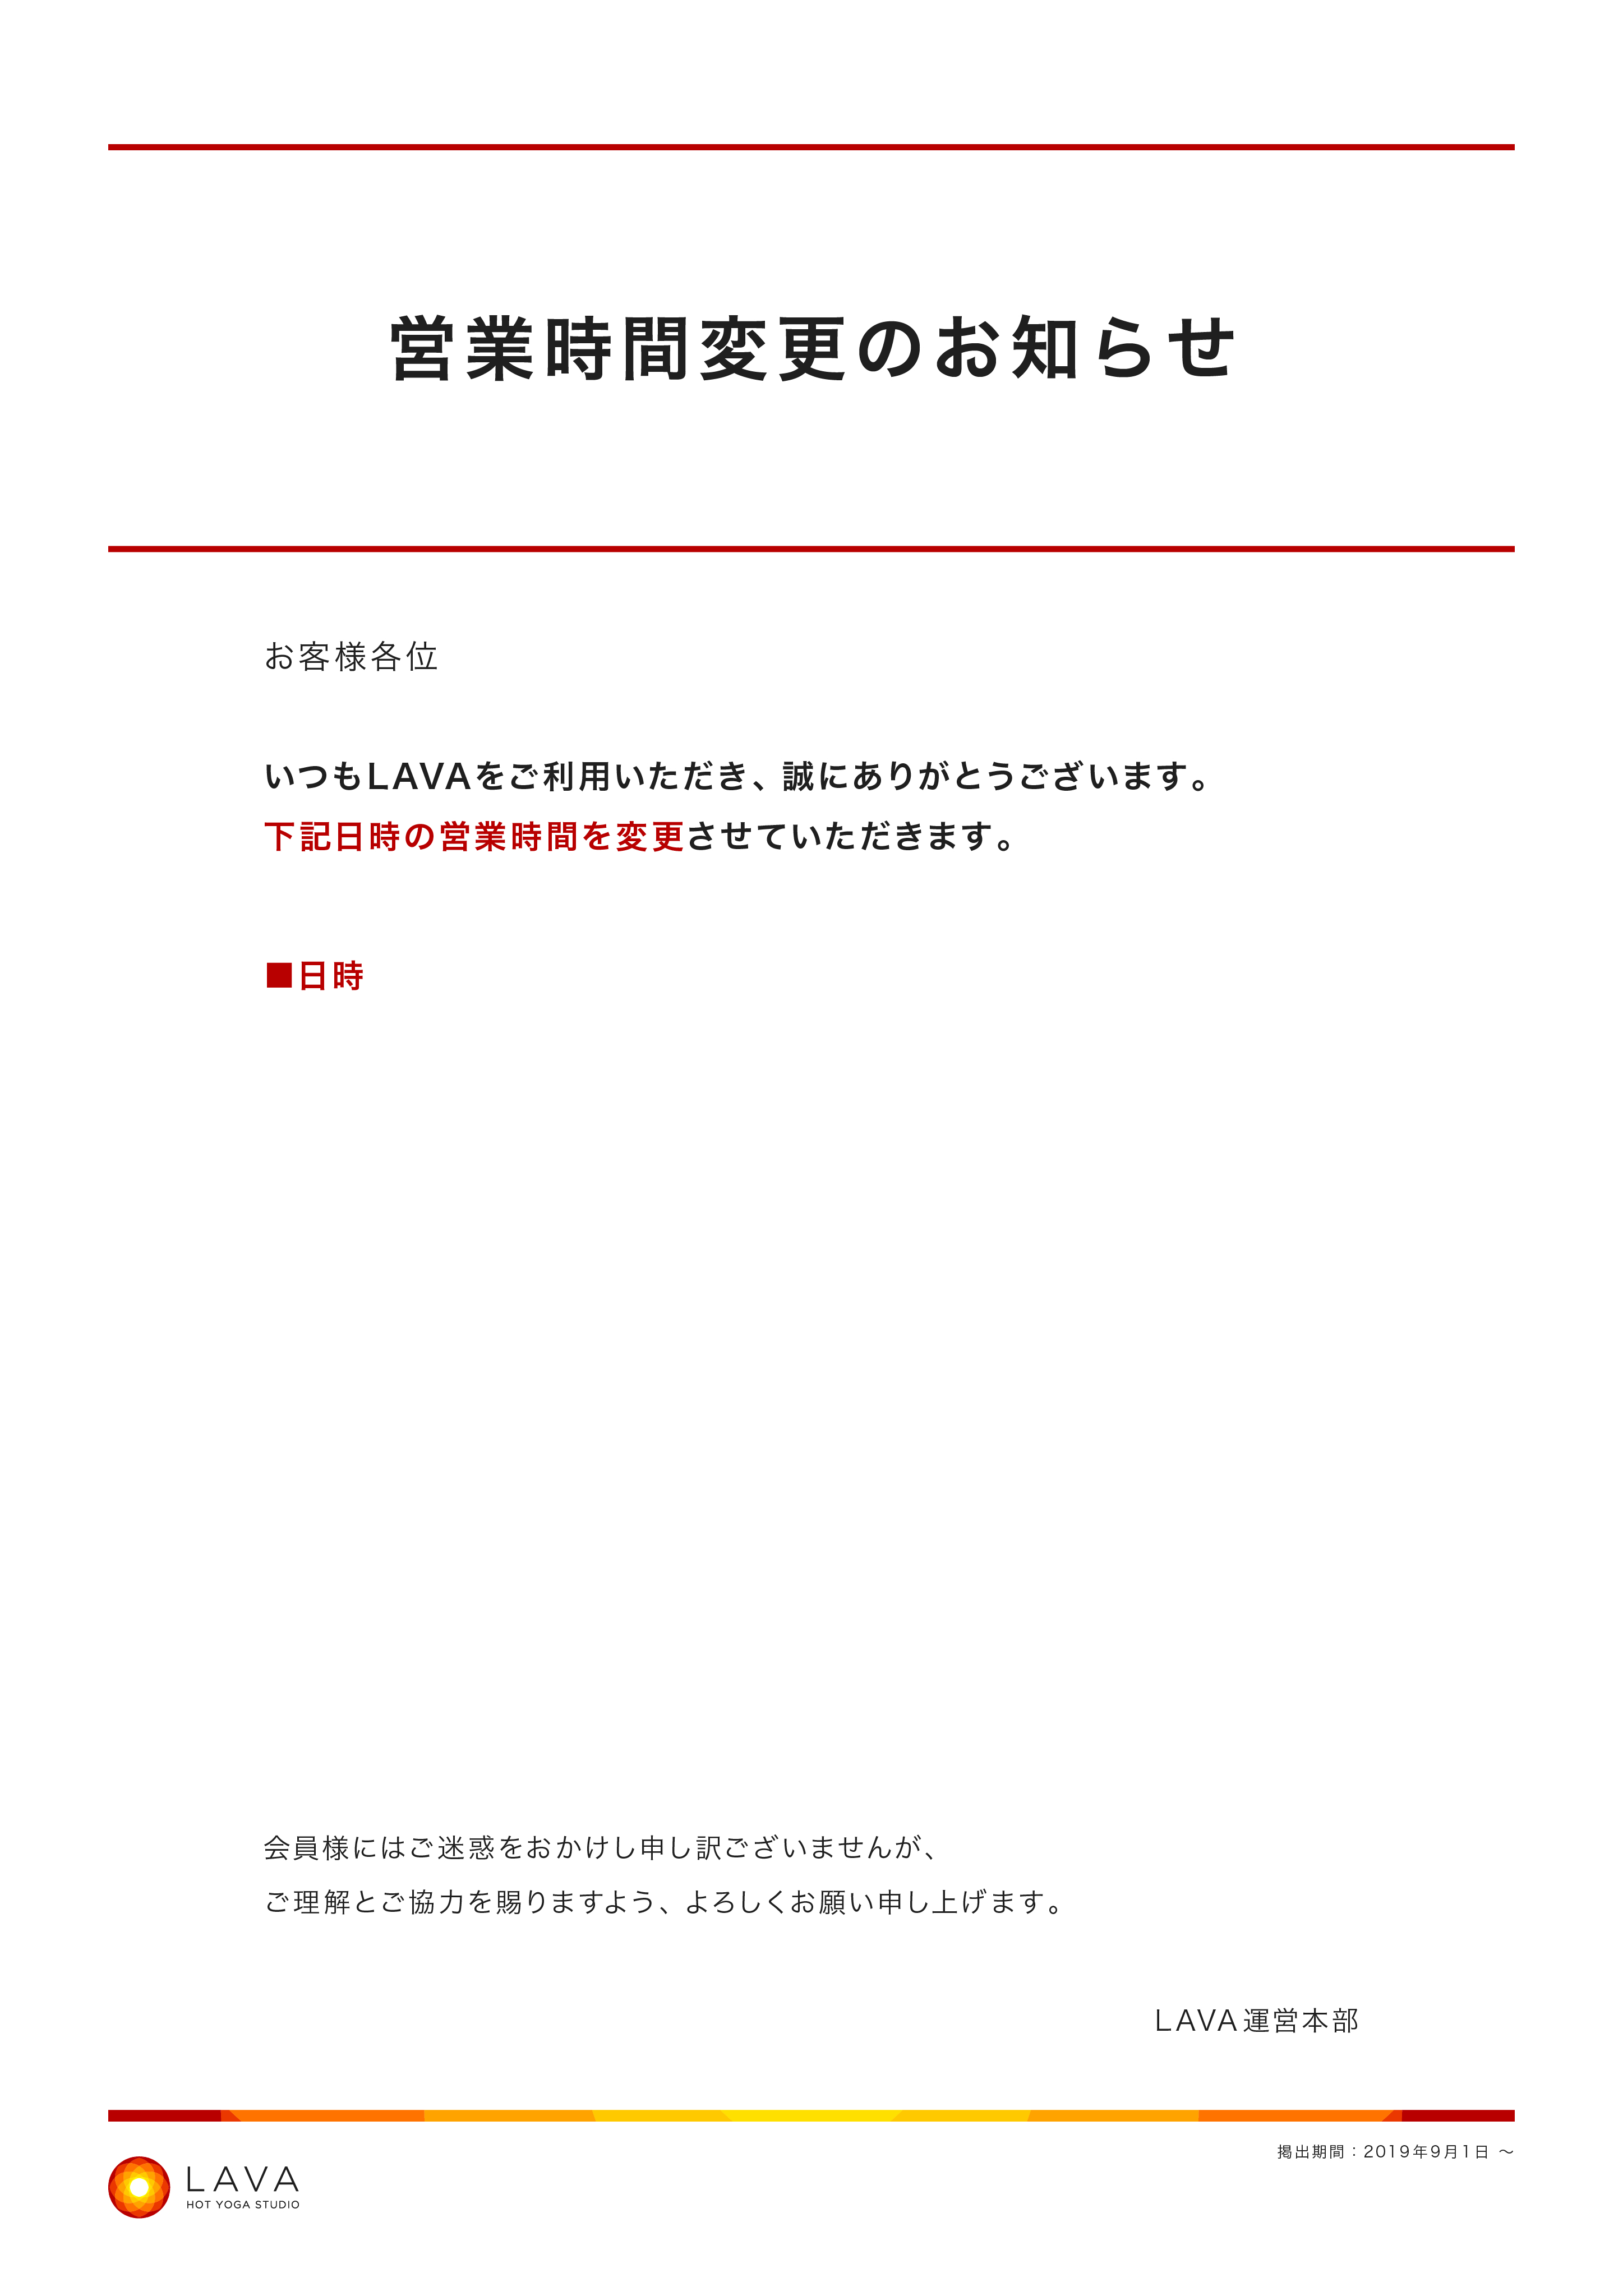 営業時間変更のお知らせ
お客様各位
いつもLAVAをご利用いただき、誠にありがとうございます。
下記日時の営業時間を変更させていただきます。
■日時
会員様にはご迷惑をおかけし申し訳ございませんが、
ご理解とご協力を賜りますよう、よろしくお願い申し上げます。
LAVA運営本部
掲出期間：2019年9月1日 ～
LAVA
HOT YOGA STUDIO